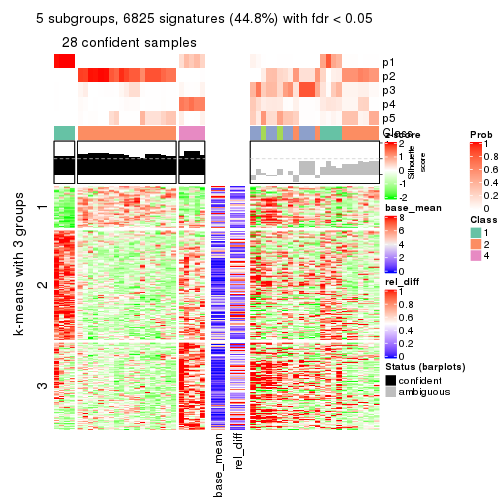 5 subgroups, 6825 signatures (44.8%) with fdr < 0.05
28 confident samples
p1
p2
p3
p4
p5
Class
k-means with 3 groups
1
2
3
Silhouette
score
z-score
2
1
0
-1
-2
base_mean
8
6
4
2
0
rel_diff
1
0.8
0.6
0.4
0.2
0
Status (barplots)
confident
ambiguous
Prob
1
0.8
0.6
0.4
0.2
0
Class
1
2
4
base_mean
rel_diff